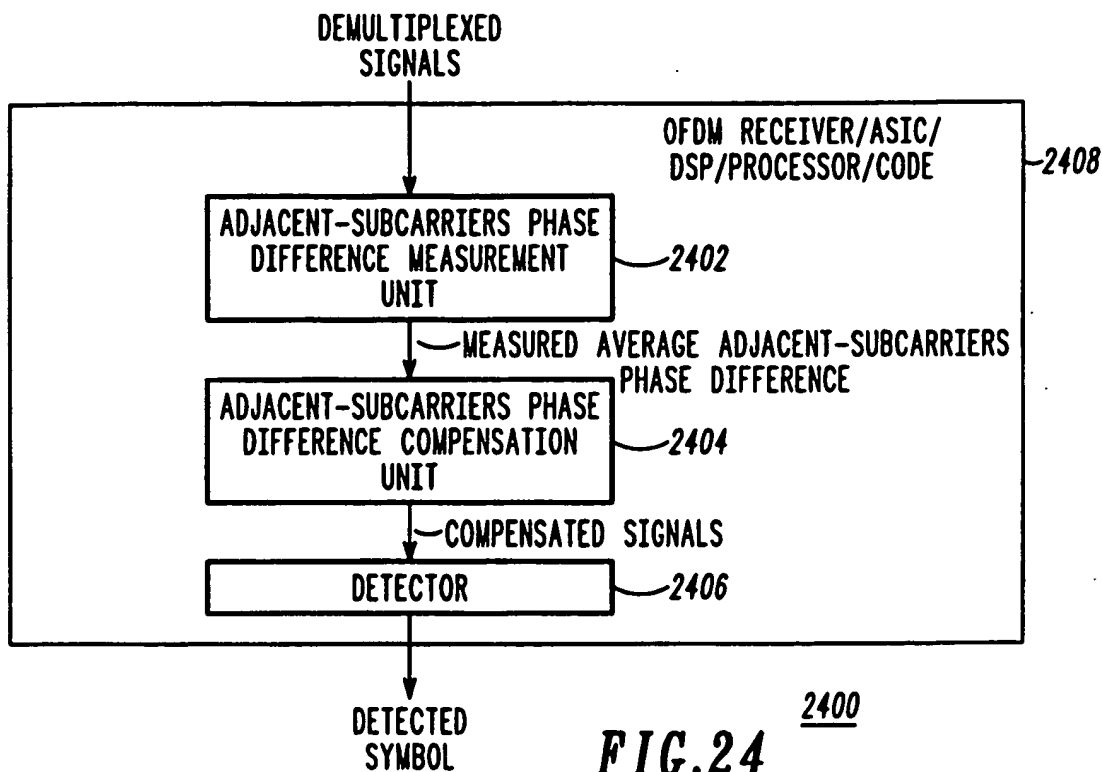 DEMULTIPLEXED
SIGNALS
OFDM RECEIVER/ASIC/
DSP/PROCESSOR/CODE
2408
ADJACENT-SUBCARRIERS PHASE
DIFFERENCE MEASUREMENT
UNIT
2402
MEASURED AVERAGE ADJACENT-SUBCARRIERS
PHASE DIFFERENCE
ADJACENT-SUBCARRIERS PHASE
DIFFERENCE COMPENSATION
UNIT
2404
COMPENSATED SIGNALS
DETECTOR
2406
DETECTED
SYMBOL
2400
FIG.24